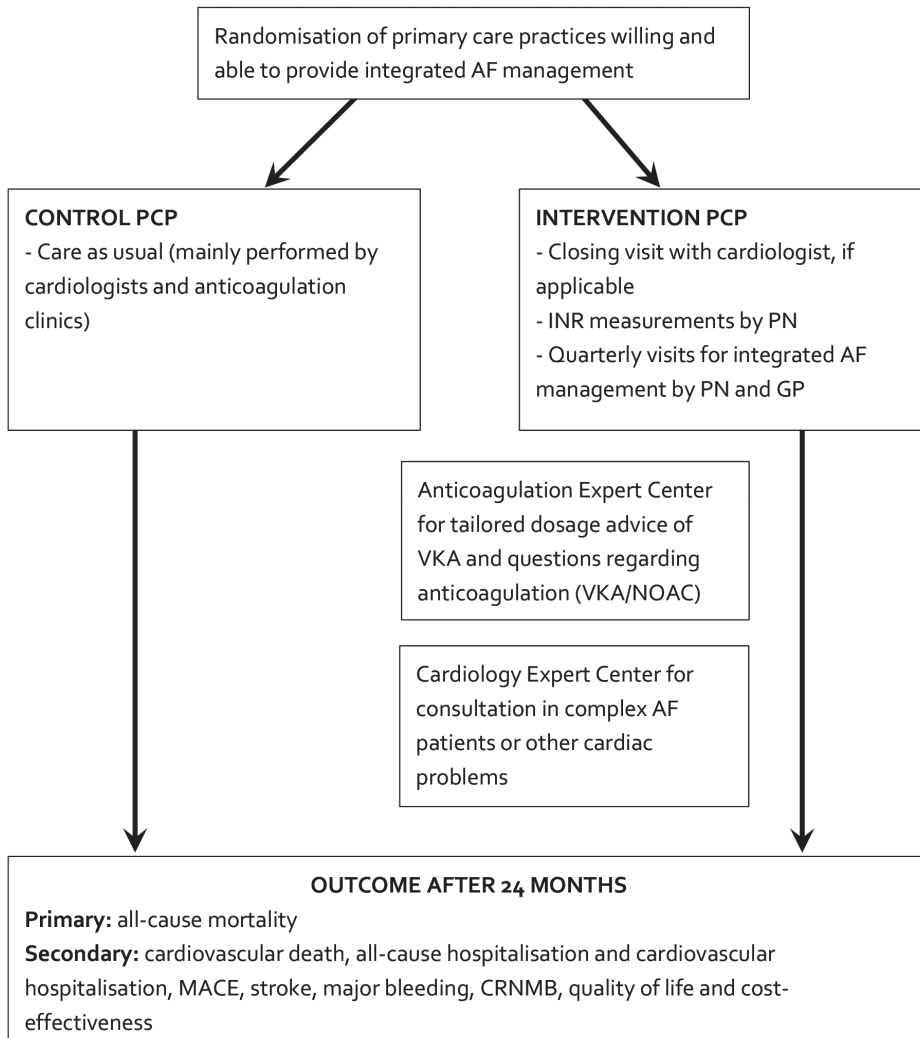 Randomisation of primary care practices willing and
able to provide integrated AF management
CONTROL PCP
- Care as usual (mainly performed by
cardiologists and anticoagulation
clinics)
INTERVENTION PCP
- Closing visit with cardiologist, if
applicable
- INR measurements by PN
- Quarterly visits for integrated AF
management by PN and GP
Anticoagulation Expert Center
for tailored dosage advice of
VKA and questions regarding
anticoagulation (VKA/NOAC)
Cardiology Expert Center for
consultation in complex AF
patients or other cardiac
problems
OUTCOME AFTER 24 MONTHS
Primary: all-cause mortality
Secondary: cardiovascular death, all-cause hospitalisation and cardiovascular
hospitalisation, MACE, stroke, major bleeding, CRNMB, quality of life and cost-
effectiveness